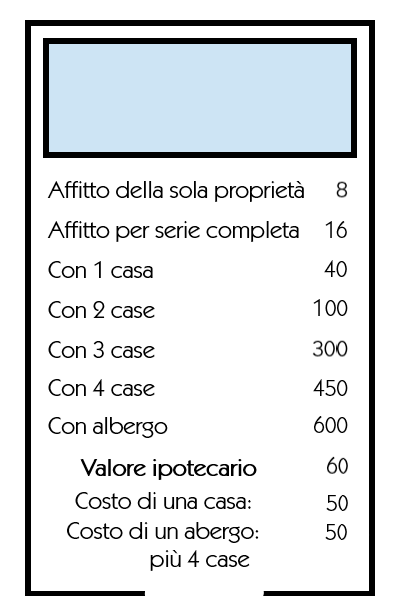 Affitto della sola proprietà 8
Affitto per serie completa 16
Con 1 casa 40
Con 2 case 100
Con 3 case 300
Con 4 case 450
Con albergo 600
Valore ipotecario 60
Costo di una casa: 50
Costo di un abergo: 50
più 4 case